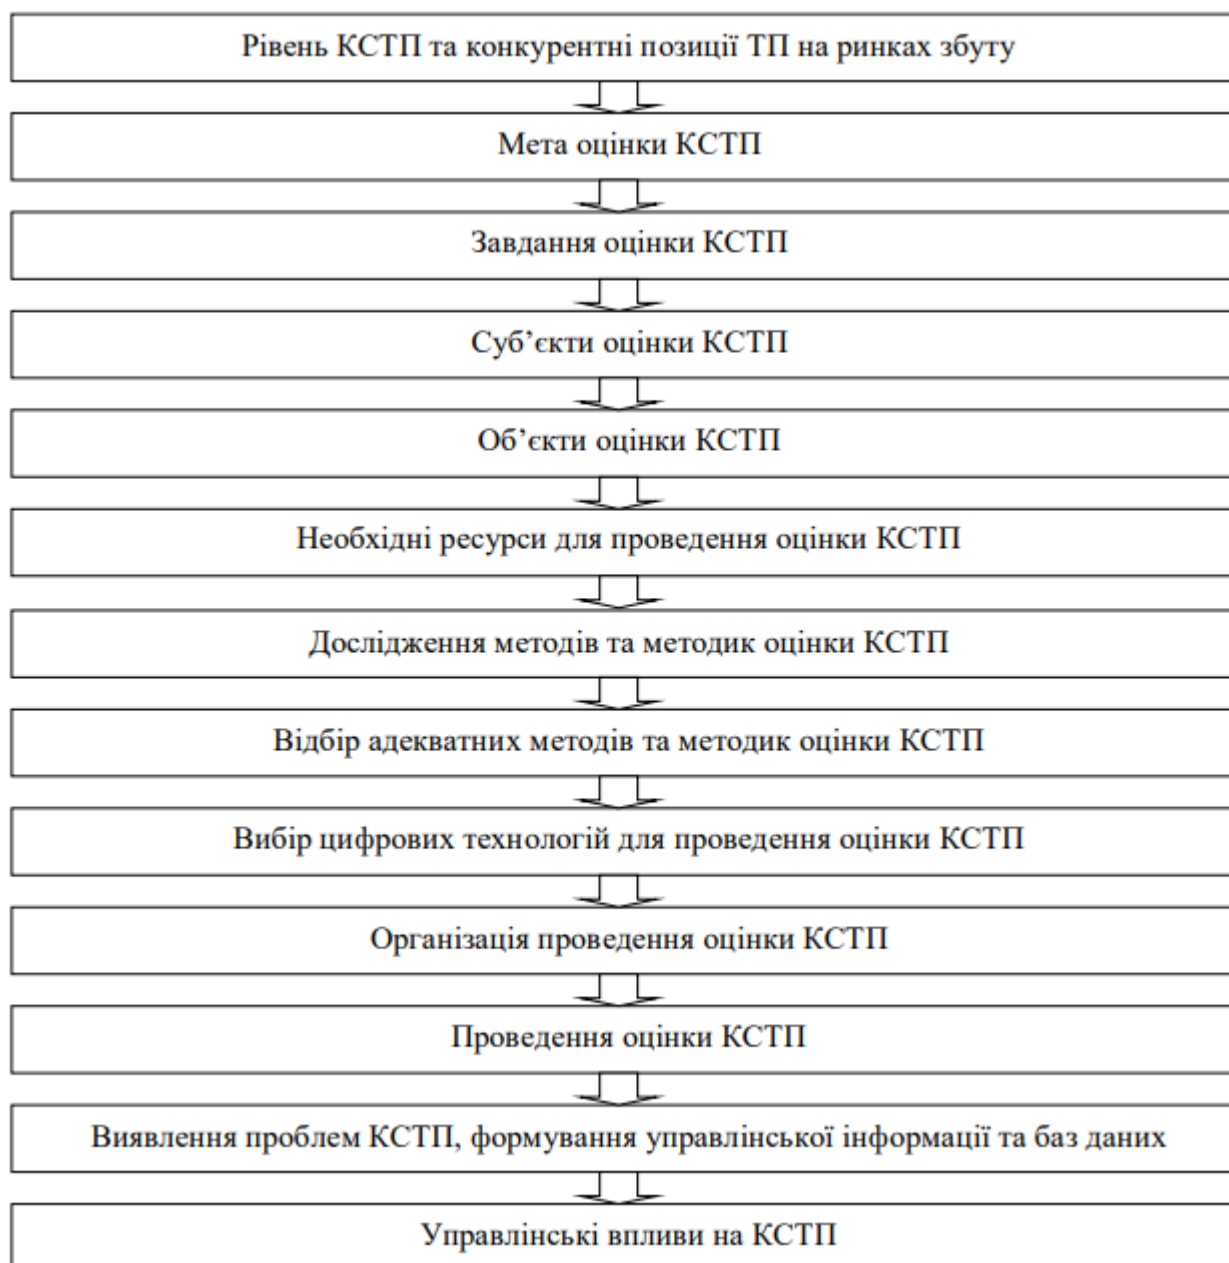 Рівень КСТП та конкурентні позиції ТП на ринках збуту
Мета оцінки КСТП
Завдання оцінки КСТП
Суб’єкти оцінки КСТП
Об’єкти оцінки КСТП
Необхідні ресурси для проведення оцінки КСТП
Дослідження методів та методик оцінки КСТП
Відбір адекватних методів та методик оцінки КСТП
Вибір цифрових технологій для проведення оцінки КСТП
Організація проведення оцінки КСТП
Проведення оцінки КСТП
Виявлення проблем КСТП, формування управлінської інформації та баз даних
Управлінські впливи на КСТП